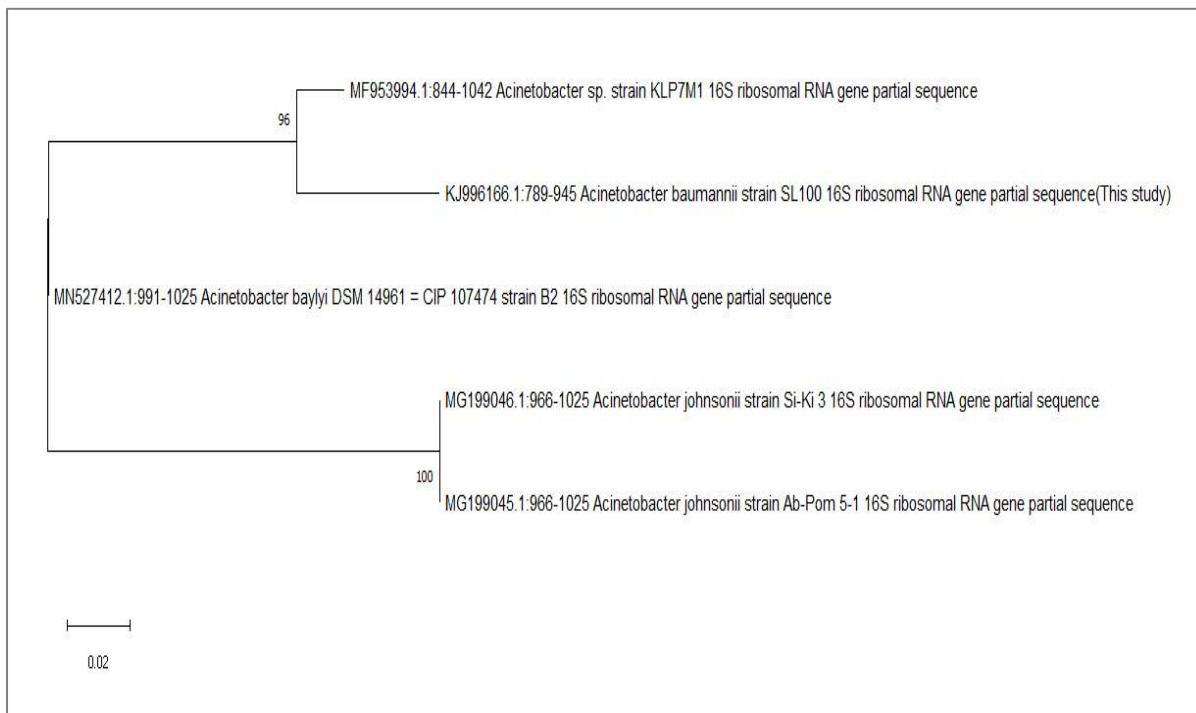 MF953994.1:844-1042 Acinetobacter sp. strain KLP7M1 16S ribosomal RNA gene partial sequence
96
KJ996166.1:789-945 Acinetobacter baumannii strain SL100 16S ribosomal RNA gene partial sequence(This study)
MN527412.1:991-1025 Acinetobacter baylyi DSM 14961 = CIP 107474 strain B2 16S ribosomal RNA gene partial sequence
MG199046.1:966-1025 Acinetobacter johnsonii strain Si-Ki 3 16S ribosomal RNA gene partial sequence
100
MG199045.1:966-1025 Acinetobacter johnsonii strain Ab-Pom 5-1 16S ribosomal RNA gene partial sequence
0.02